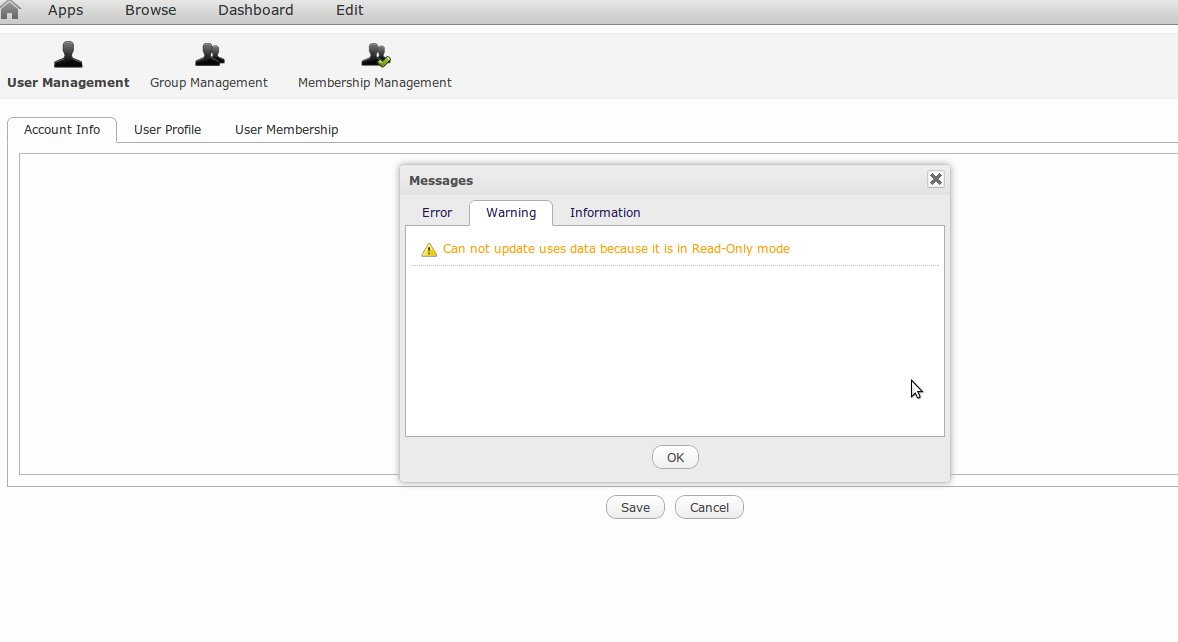 Apps Browse Dashboard Edit
User Management Group Management Membership Management
Account Info User Profile User Membership
Messages
Error Warning Information
Can not update uses data because it is in Read-Only mode
OK
Save Cancel